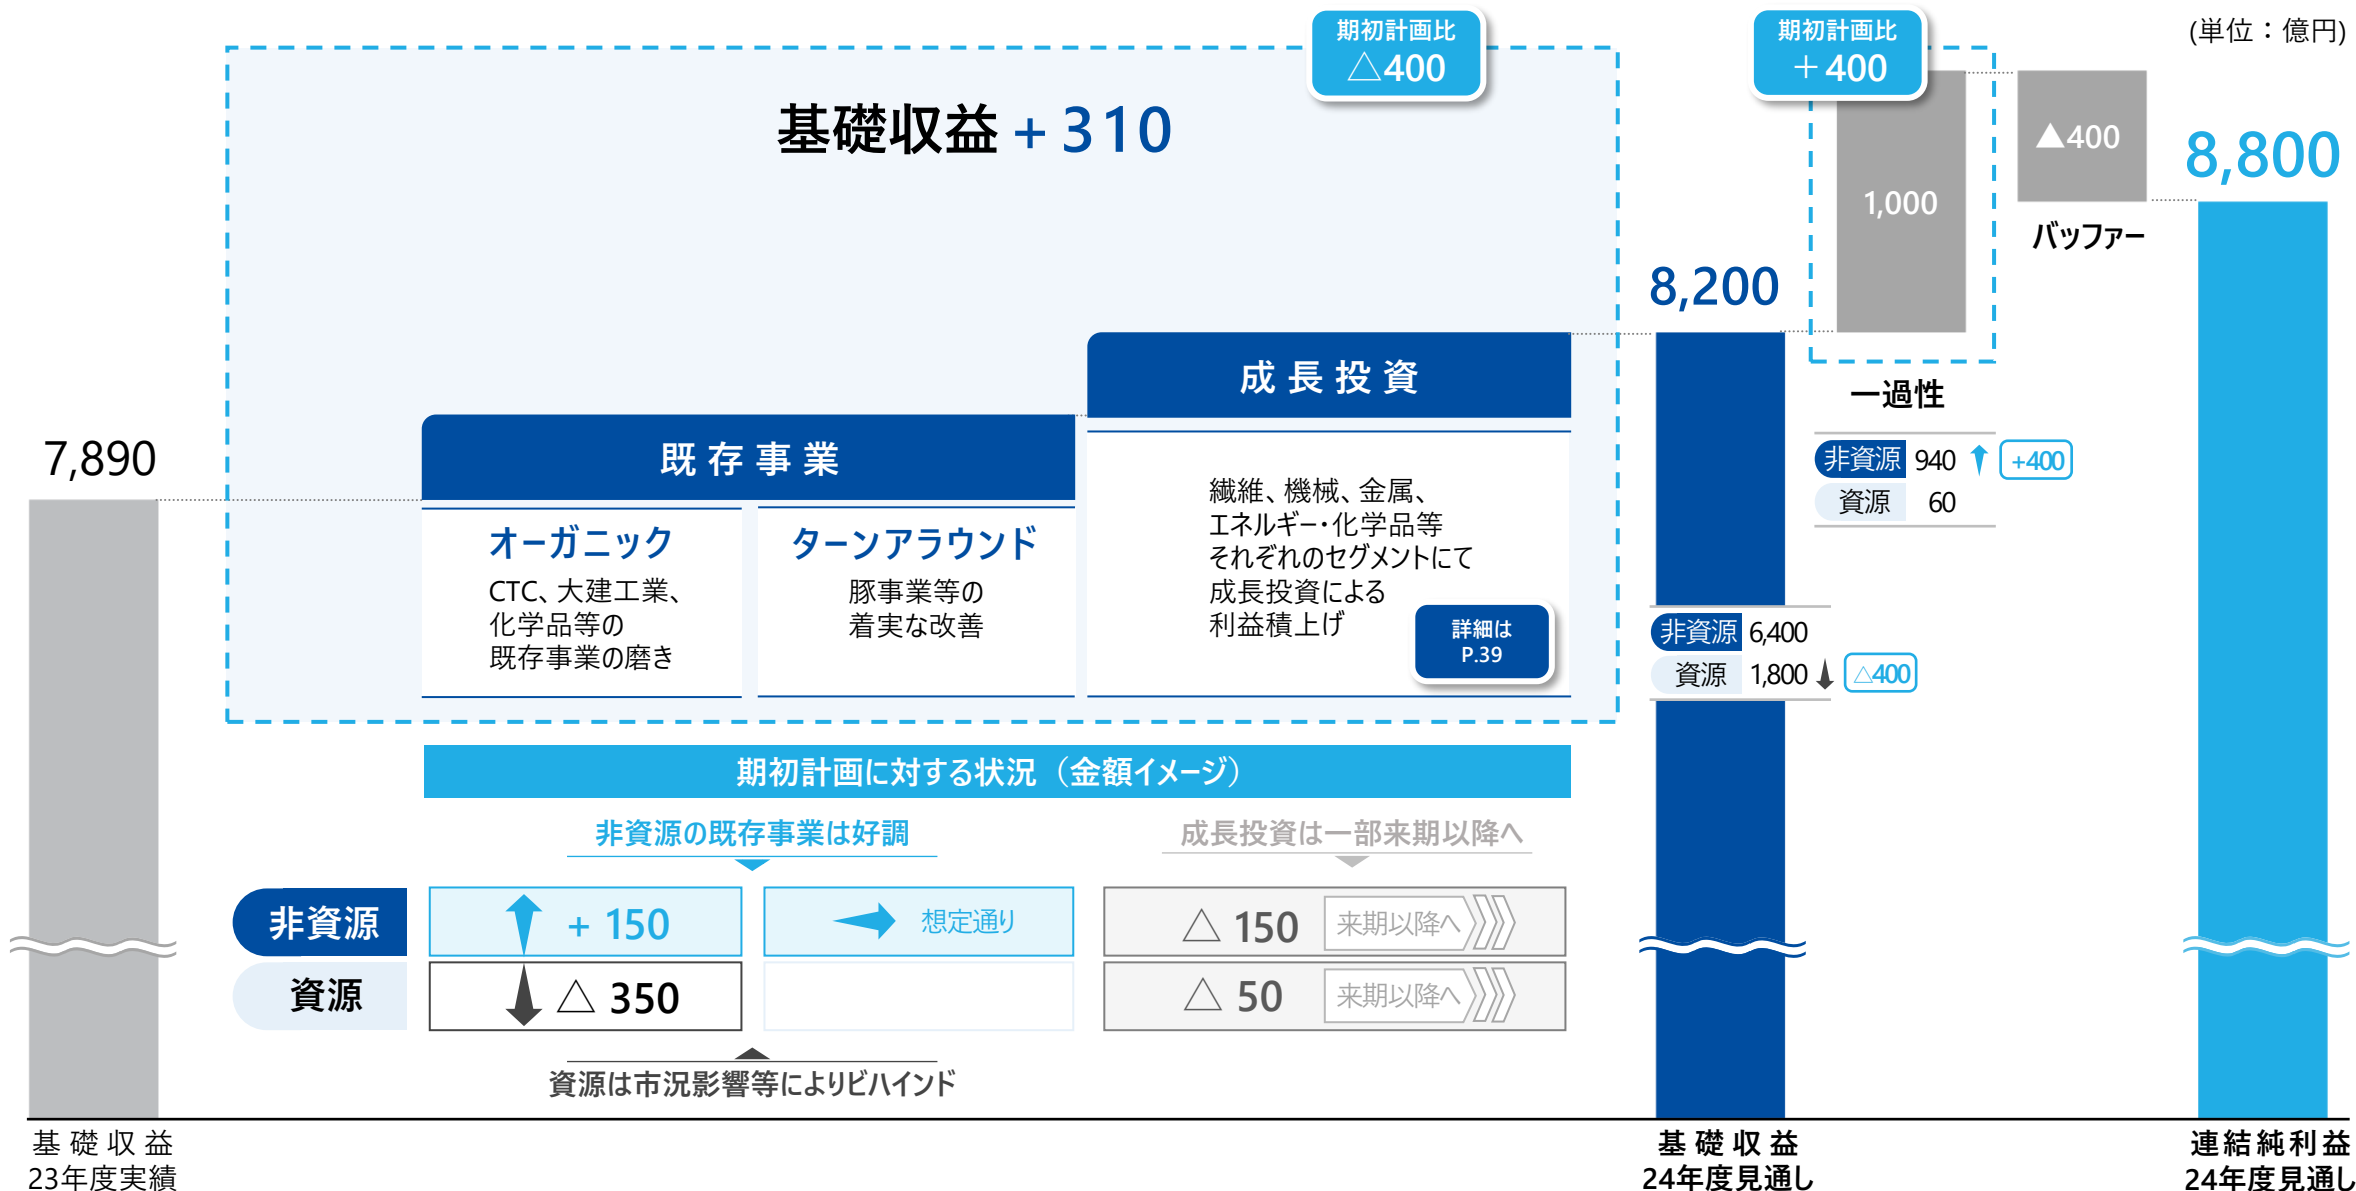 (単位：億円)
期初計画比
△400
期初計画比
＋400
基礎収益 + 310
1,000
▲400
バッファー
8,800
8,200
7,890
成長投資
既存事業
オーガニック
CTC、大建工業、
化学品等の
既存事業の磨き
ターンアラウンド
豚事業等の
着実な改善
繊維、機械、金属、
エネルギー・化学品等
それぞれのセグメントにて
成長投資による
利益積上げ
詳細は
P.39
一過性
非資源 940 +400
資源 60
非資源 6,400
資源 1,800 △400
期初計画に対する状況（金額イメージ）
非資源の既存事業は好調
成長投資は一部来期以降へ
非資源 + 150 想定通り △ 150 来期以降へ
資源 △ 350 △ 50 来期以降へ
資源は市況影響等によりビハインド
基礎収益
23年度実績
基礎収益
24年度見通し
連結純利益
24年度見通し